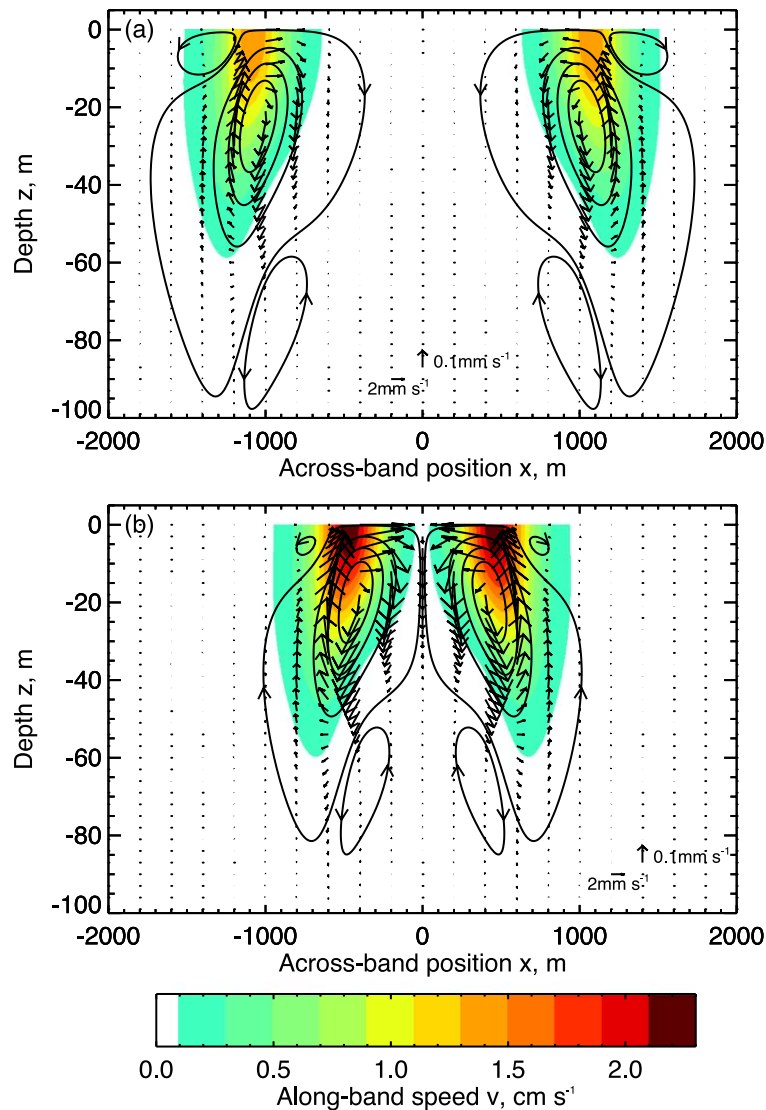 (a)
0
-20
-40
-60
-80
-100
Depth z, m
0.1mm s⁻¹
2mm s⁻¹
-2000 -1000 0 1000 2000
Across-band position x, m
(b)
0
-20
-40
-60
-80
-100
Depth z, m
0.1mm s⁻¹
2mm s⁻¹
-2000 -1000 0 1000 2000
Across-band position x, m
0.0 0.5 1.0 1.5 2.0
Along-band speed v, cm s⁻¹